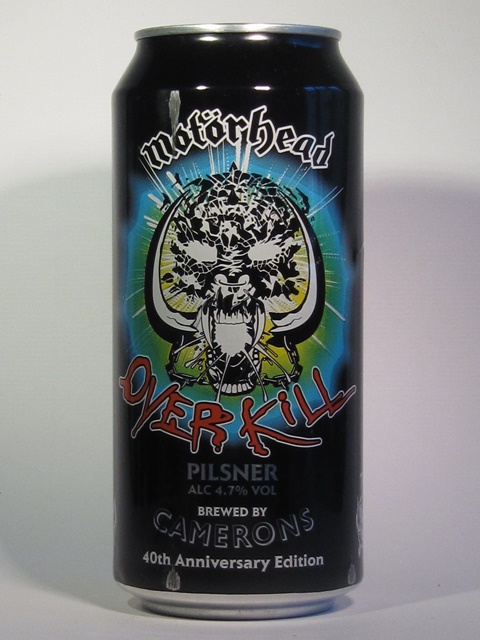 Motörhead
OVERKILL
PILSNER
ALC 4.7% VOL
BREWED BY
CAMERONS
40th Anniversary Edition